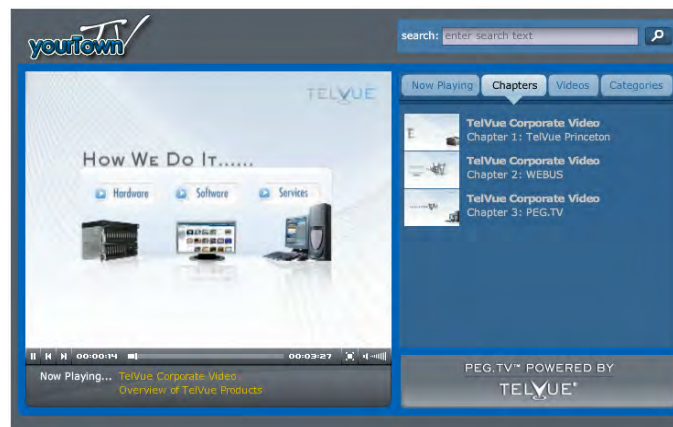 yourTown TV
search: enter search text
TELVUE
How We Do It......
Hardware Software Services
00:00:14 00:03:27
Now Playing... TelVue Corporate Video
Overview of TelVue Products
Now Playing Chapters Videos Categories
TelVue Corporate Video
Chapter 1: TelVue Princeton
TelVue Corporate Video
Chapter 2: WEBUS
TelVue Corporate Video
Chapter 3: PEG.TV
PEG.TV™ POWERED BY
TELVUE®